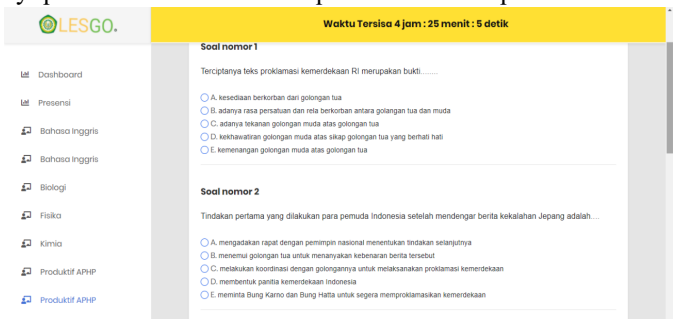 LESGO.
Waktu Tersisa 4 jam : 25 menit : 5 detik
Dashboard
Presensi
Bahasa Inggris
Bahasa Inggris
Biologi
Fisika
Kimia
Produktif APHP
Produktif APHP
Soal nomor 1
Terciptanya teks proklamasi kemerdekaan RI merupakan bukti........
A. kesediaan berkorban dari golongan tua
B. adanya rasa persatuan dan rela berkorban antara golangan tua dan muda
C. adanya tekanan golongan muda atas golongan tua
D. kekhawatiran golongan muda atas sikap golongan tua yang berhati hati
E. kemenangan golongan muda atas golongan tua
Soal nomor 2
Tindakan pertama yang dilakukan para pemuda Indonesia setelah mendengar berita kekalahan Jepang adalah....
A. mengadakan rapat dengan pemimpin nasional menentukan tindakan selanjutnya
B. menemui golongan tua untuk menanyakan kebenaran berita tersebut
C. melakukan koordinasi dengan golongannya untuk melaksanakan proklamasi kemerdekaan
D. membentuk panitia kemerdekaan Indonesia
E. meminta Bung Karno dan Bung Hatta untuk segera memproklamasikan kemerdekaan